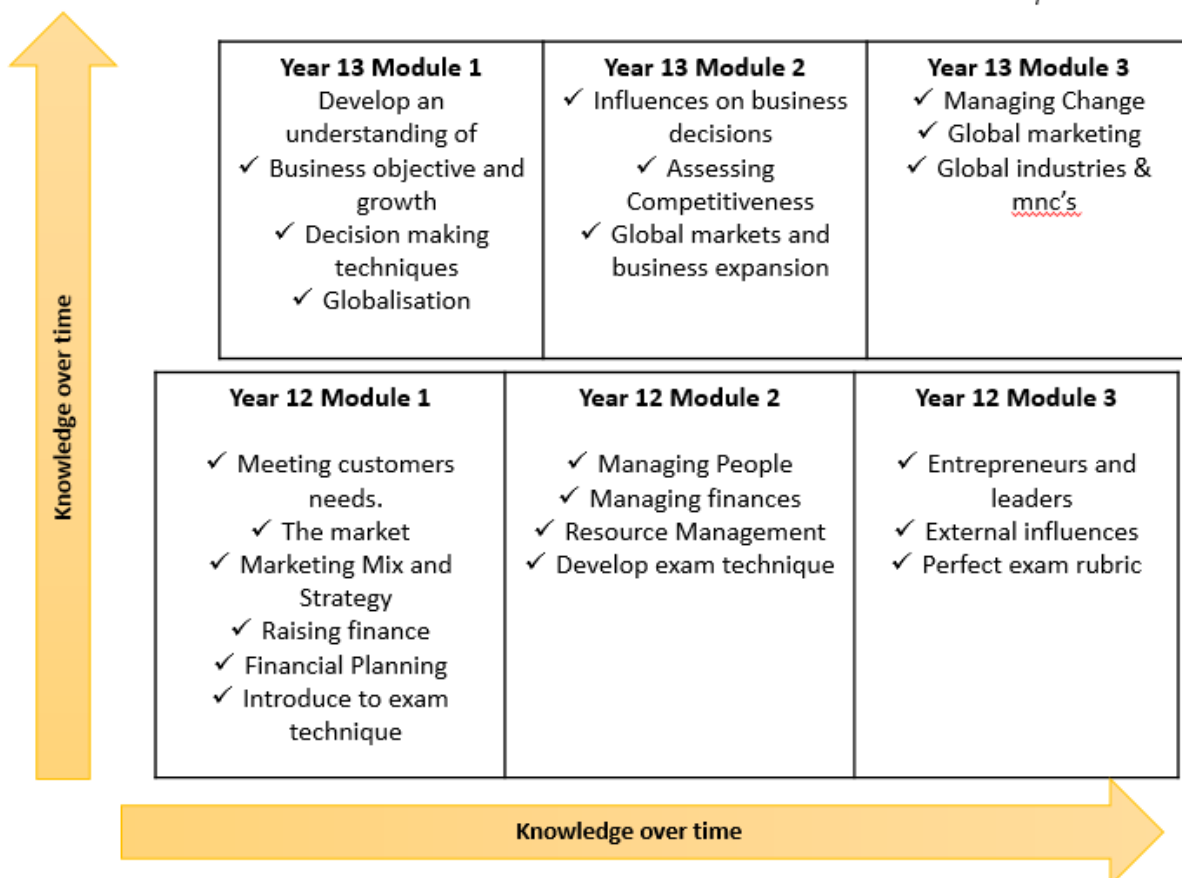 Year 13 Module 1
Develop an
understanding of
✓ Business objective and
growth
✓ Decision making
techniques
✓ Globalisation
Year 13 Module 2
✓ Influences on business
decisions
✓ Assessing
Competitiveness
✓ Global markets and
business expansion
Year 13 Module 3
✓ Managing Change
✓ Global marketing
✓ Global industries &
mnc's
Knowledge over time
Year 12 Module 1
✓ Meeting customers
needs.
✓ The market
✓ Marketing Mix and
Strategy
✓ Raising finance
✓ Financial Planning
✓ Introduce to exam
technique
Year 12 Module 2
✓ Managing People
✓ Managing finances
✓ Resource Management
✓ Develop exam technique
Year 12 Module 3
✓ Entrepreneurs and
leaders
✓ External influences
✓ Perfect exam rubric
Knowledge over time